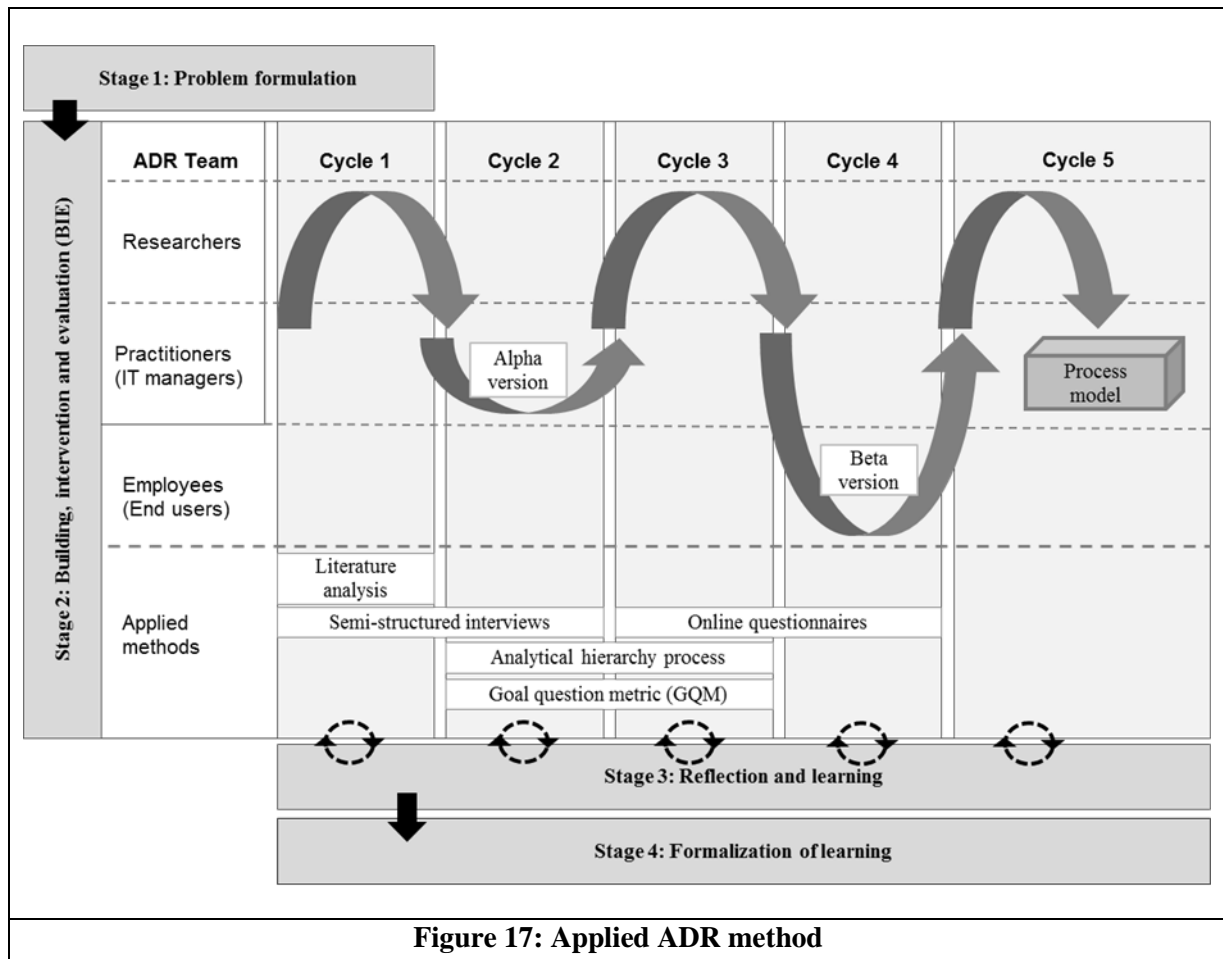 Stage 1: Problem formulation
Stage 2: Building, intervention and evaluation (BIE)
ADR Team
Cycle 1
Cycle 2
Cycle 3
Cycle 4
Cycle 5
Researchers
Practitioners
(IT managers)
Alpha
version
Process
model
Employees
(End users)
Beta
version
Applied
methods
Literature
analysis
Semi-structured interviews
Online questionnaires
Analytical hierarchy process
Goal question metric (GQM)
Stage 3: Reflection and learning
Stage 4: Formalization of learning
Figure 17: Applied ADR method